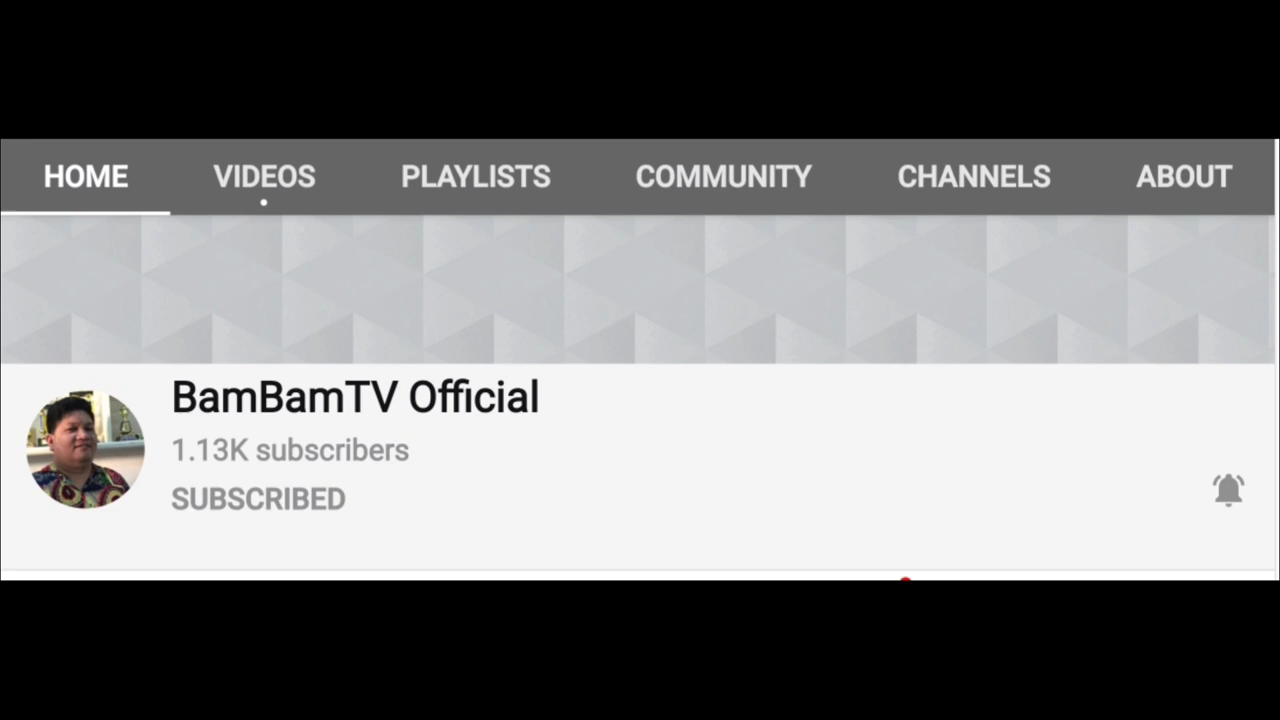 HOME VIDEOS PLAYLISTS COMMUNITY CHANNELS ABOUT
BamBamTV Official
1.13K subscribers
SUBSCRIBED